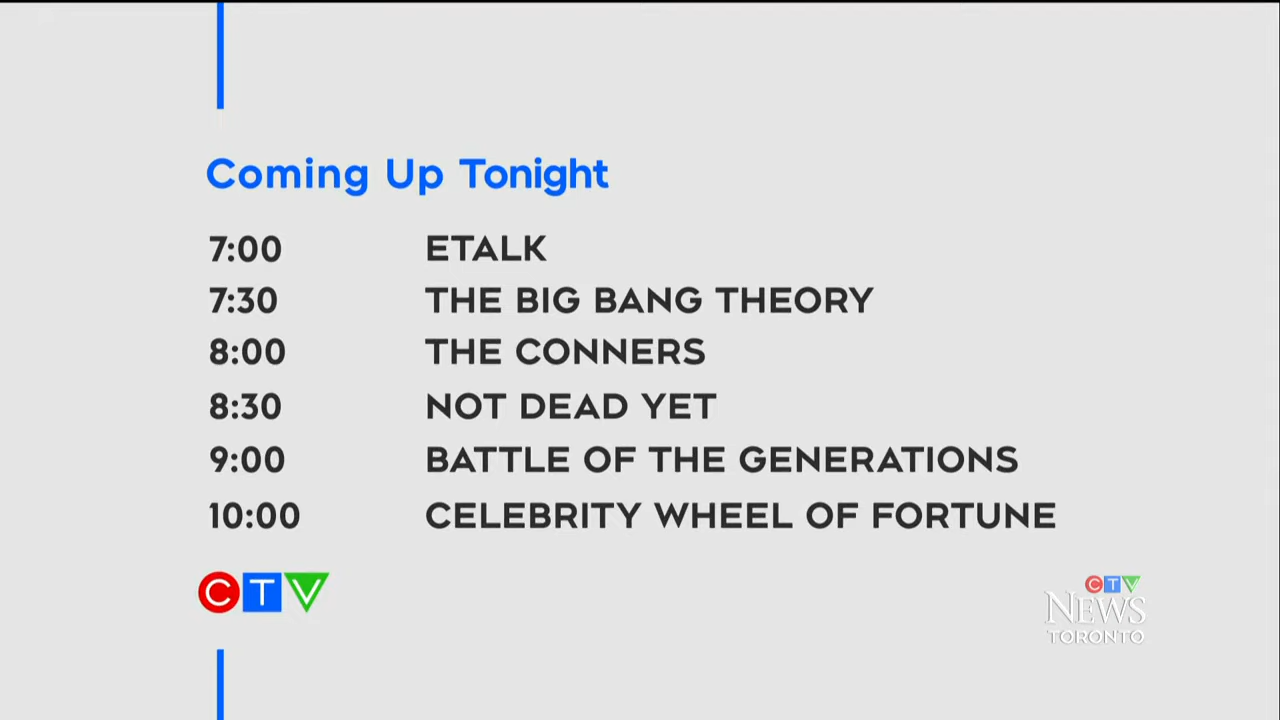 Coming Up Tonight
7:00 ETALK
7:30 THE BIG BANG THEORY
8:00 THE CONNERS
8:30 NOT DEAD YET
9:00 BATTLE OF THE GENERATIONS
10:00 CELEBRITY WHEEL OF FORTUNE
CTV
CTV
NEWS
TORONTO